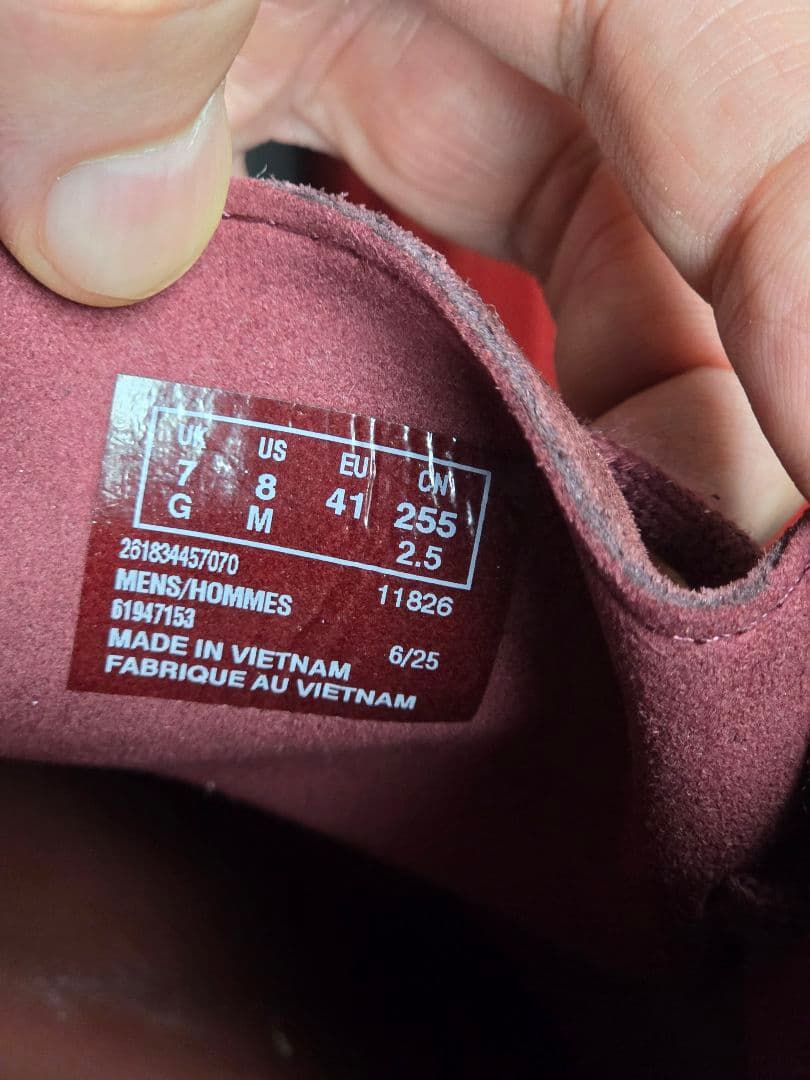 UK US EU CN
7 8 41 255
G M 2.5
261834457070
MENS/HOMMES 11826
61947153
MADE IN VIETNAM 6/25
FABRIQUE AU VIETNAM